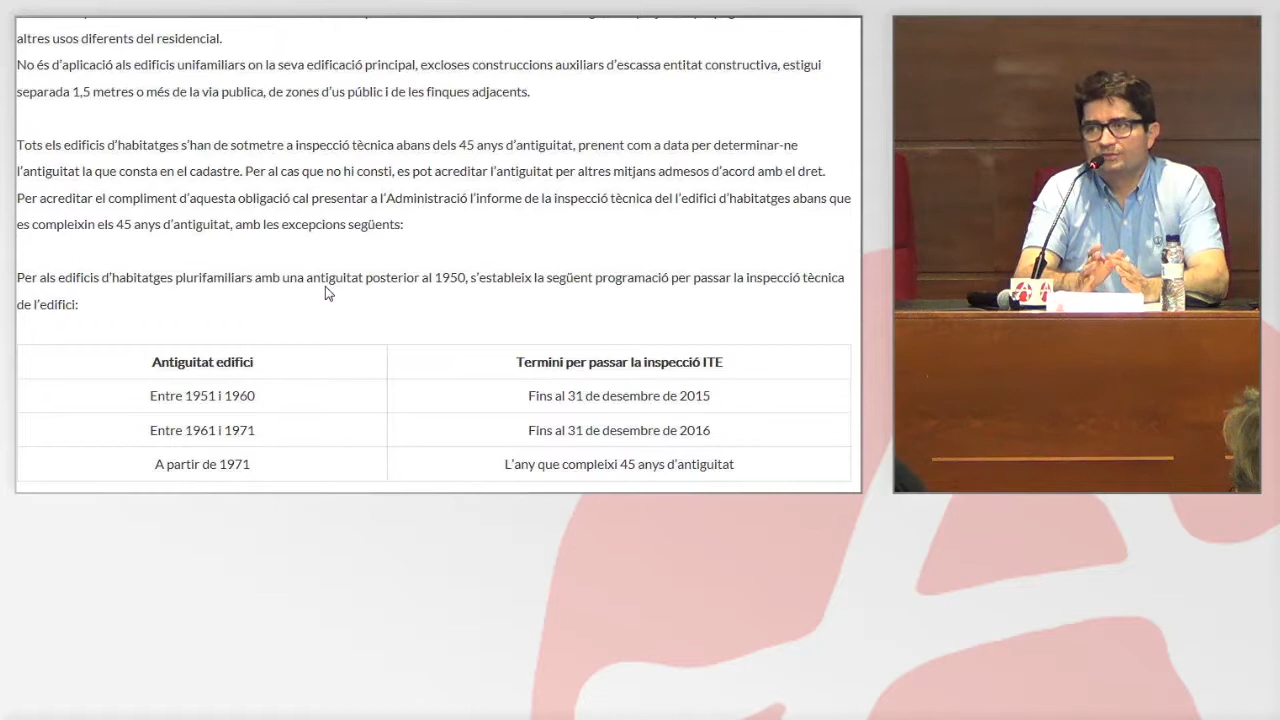 altres usos diferents del residencial.
No és d'aplicació als edificis unifamiliars on la seva edificació principal, excloses construccions auxiliars d'escassa entitat constructiva, estigui
separada 1,5 metres o més de la via publica, de zones d'us públic i de les finques adjacents.
Tots els edificis d'habitatges s'han de sotmetre a inspecció tècnica abans dels 45 anys d'antiguitat, prenent com a data per determinar-ne
l'antiguitat la que consta en el cadastre. Per al cas que no hi consti, es pot acreditar l'antiguitat per altres mitjans admesos d'acord amb el dret.
Per acreditar el compliment d'aquesta obligació cal presentar a l'Administració l'informe de la inspecció tècnica del l'edifici d'habitatges abans que
es compleixin els 45 anys d'antiguitat, amb les excepcions següents:
Per als edificis d'habitatges plurifamiliars amb una antiguitat posterior al 1950, s'estableix la següent programació per passar la inspecció tècnica
de l'edifici:
Antiguitat edifici Termini per passar la inspecció ITE
Entre 1951 i 1960 Fins al 31 de desembre de 2015
Entre 1961 i 1971 Fins al 31 de desembre de 2016
A partir de 1971 L'any que compleixi 45 anys d'antiguitat